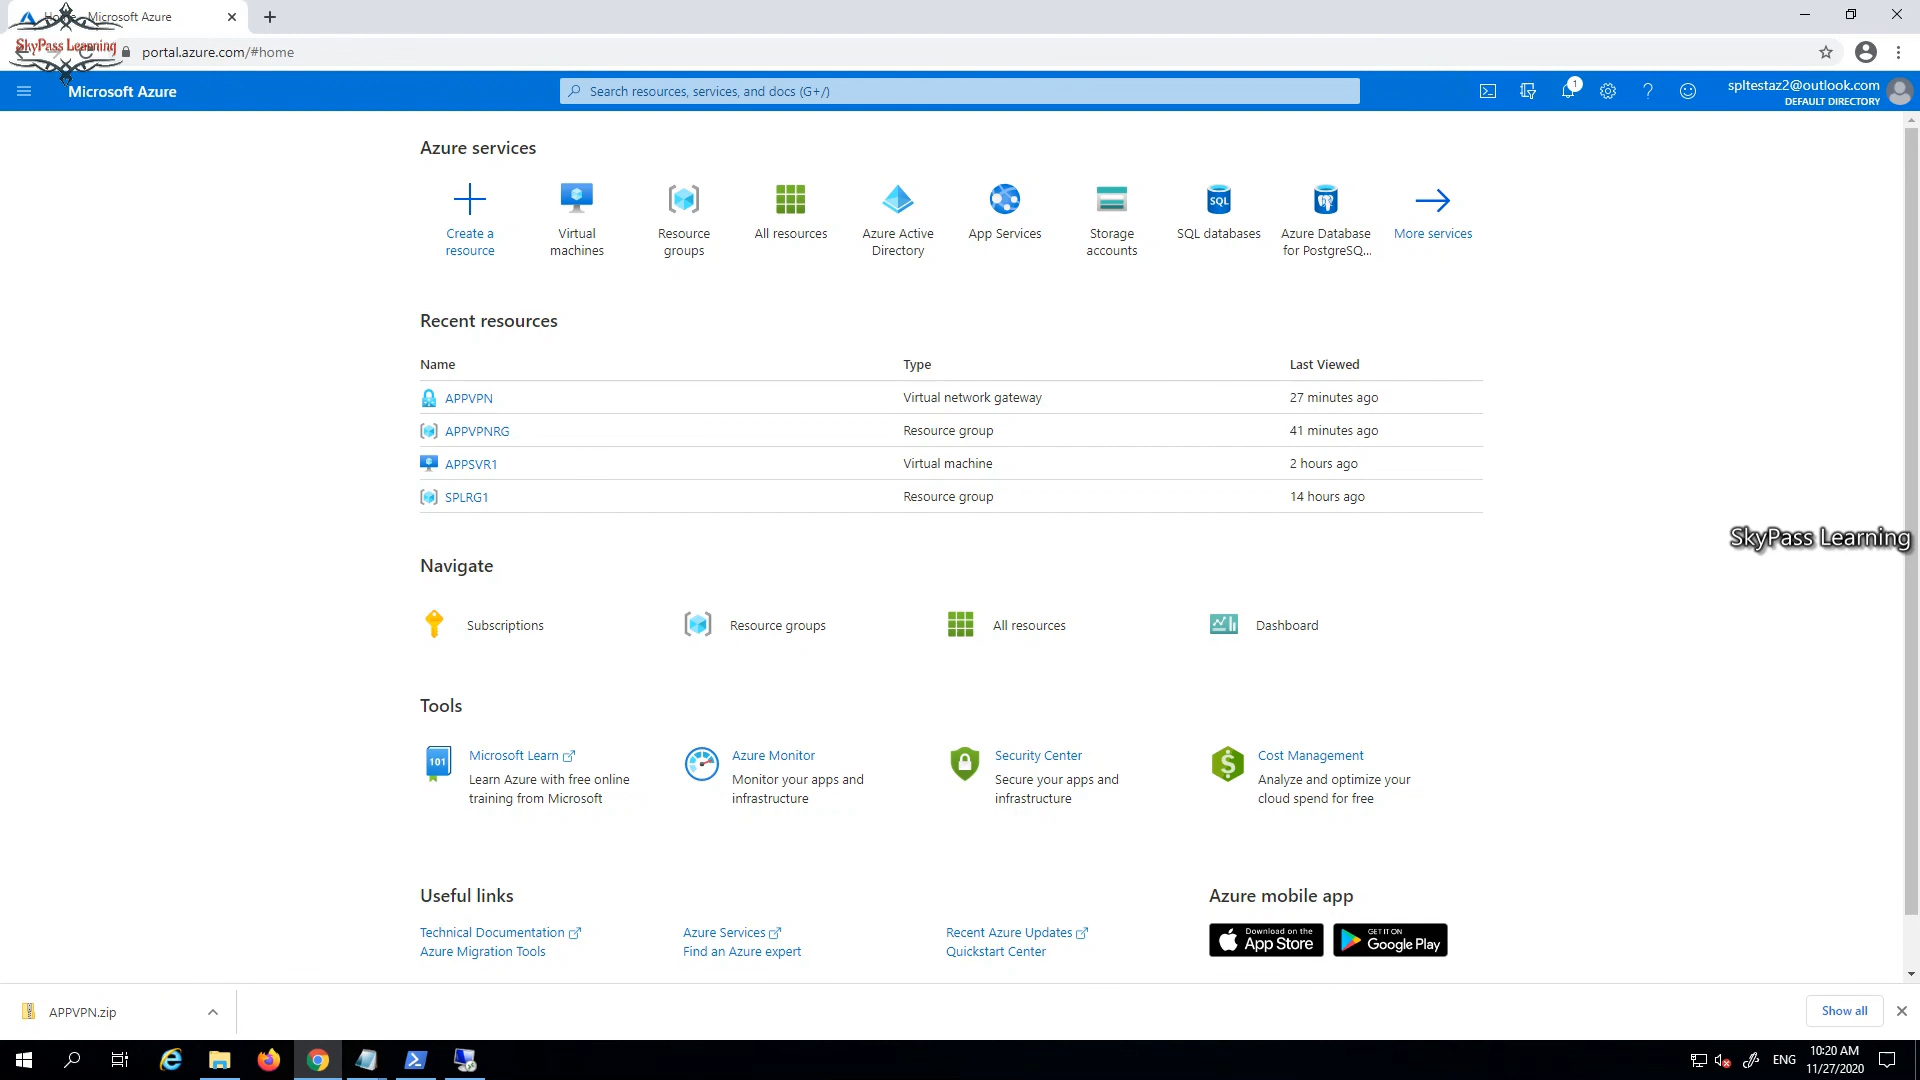 Microsoft Azure
SkyPass Learning
portal.azure.com/#home
Microsoft Azure
Search resources, services, and docs (G+/)
1
spltestaz2@outlook.com
DEFAULT DIRECTORY
Azure services
Create a resource
Virtual machines
Resource groups
All resources
Azure Active Directory
App Services
Storage accounts
SQL
SQL databases
Azure Database for PostgreSQ...
More services
Recent resources
Name Type Last Viewed
APPVPN Virtual network gateway 27 minutes ago
APPVPNRG Resource group 41 minutes ago
APPSVR1 Virtual machine 2 hours ago
SPLRG1 Resource group 14 hours ago
SkyPass Learning
Navigate
Subscriptions Resource groups All resources Dashboard
Tools
101
Microsoft Learn
Learn Azure with free online
training from Microsoft
Azure Monitor
Monitor your apps and
infrastructure
Security Center
Secure your apps and
infrastructure
$
Cost Management
Analyze and optimize your
cloud spend for free
Useful links
Technical Documentation
Azure Services
Recent Azure Updates
Azure Migration Tools
Find an Azure expert
Quickstart Center
Azure mobile app
Download on the
App Store
GET IT ON
Google Play
APPVPN.zip
Show all
ENG
10:20 AM
11/27/2020